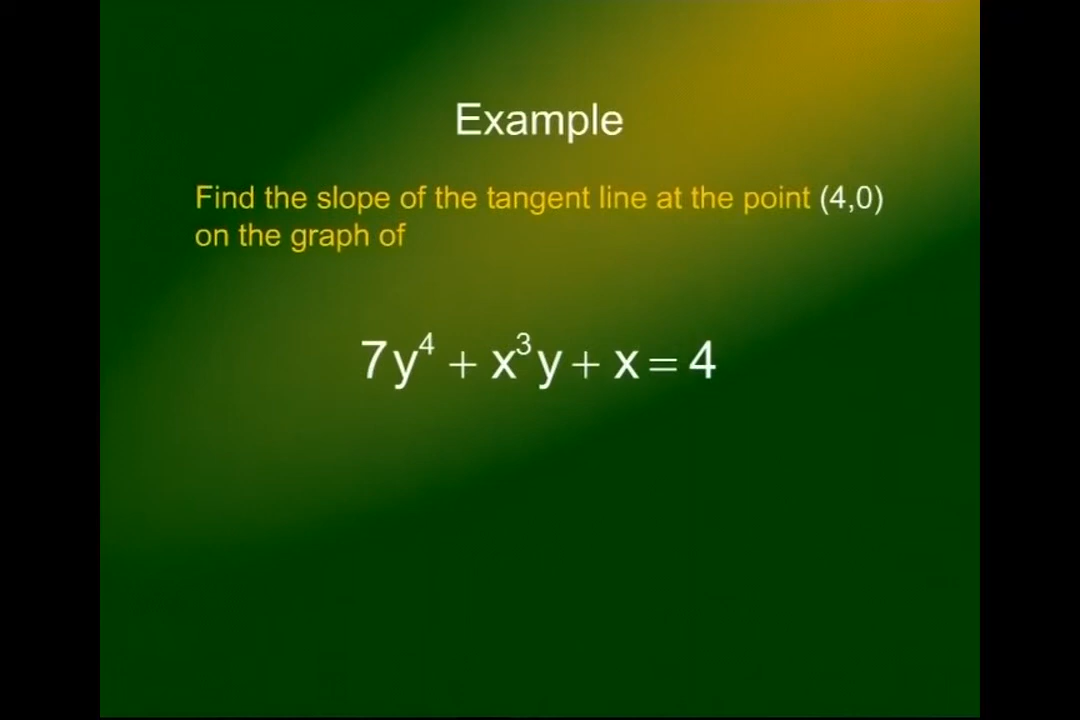 Example
Find the slope of the tangent line at the point (4,0)
on the graph of
7y⁴ + x³y + x = 4